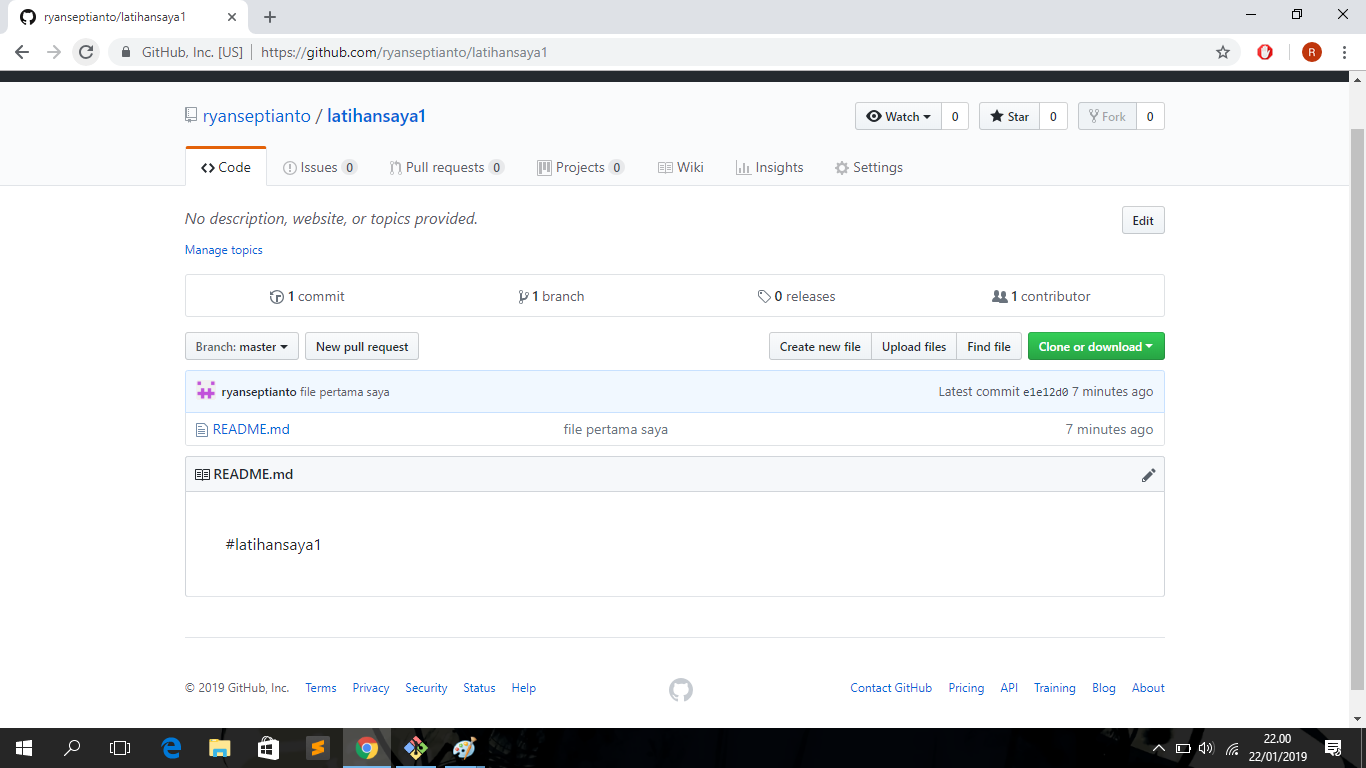 ryanseptianto/latihansaya1
GitHub, Inc. [US] https://github.com/ryanseptianto/latihansaya1 R
ryanseptianto / latihansaya1 Watch 0 Star 0 Fork 0
Code Issues 0 Pull requests 0 Projects 0 Wiki Insights Settings
No description, website, or topics provided. Edit
Manage topics
1 commit 1 branch 0 releases 1 contributor
Branch: master New pull request Create new file Upload files Find file Clone or download
ryanseptianto file pertama saya Latest commit e1e12d0 7 minutes ago
README.md file pertama saya 7 minutes ago
README.md
#latihansaya1
© 2019 GitHub, Inc. Terms Privacy Security Status Help Contact GitHub Pricing API Training Blog About
22.00
22/01/2019